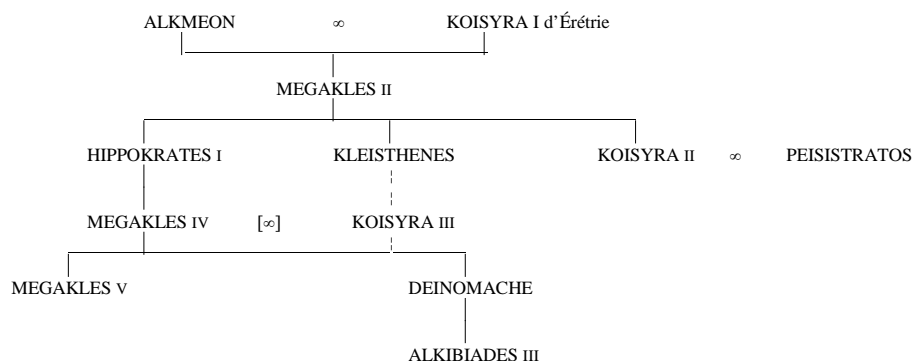 ALKMEON ∞ KOISYRA I d'Érétrie
MEGAKLES II
HIPPOKRATES I KLEISTHENES KOISYRA II ∞ PEISISTRATOS
MEGAKLES IV [∞] KOISYRA III
MEGAKLES V DEINOMACHE
ALKIBIADES III